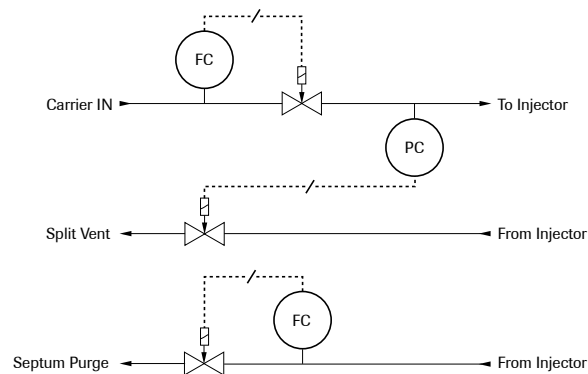 FC
Carrier IN
To Injector
PC
Split Vent
From Injector
FC
Septum Purge
From Injector